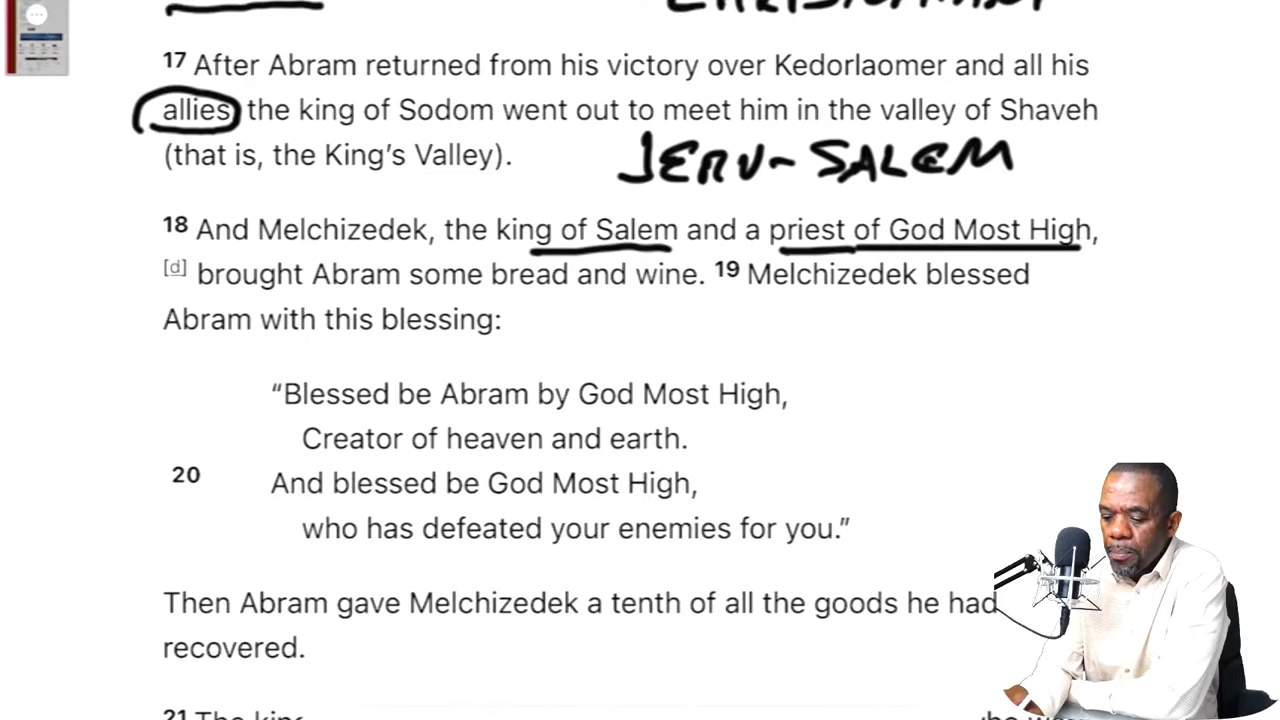 17 After Abram returned from his victory over Kedorlaomer and all his
allies the king of Sodom went out to meet him in the valley of Shaveh
(that is, the King’s Valley).
JERU-SALEM
18 And Melchizedek, the king of Salem and a priest of God Most High,
[d] brought Abram some bread and wine. 19 Melchizedek blessed
Abram with this blessing:
“Blessed be Abram by God Most High,
Creator of heaven and earth.
20 And blessed be God Most High,
who has defeated your enemies for you.”
Then Abram gave Melchizedek a tenth of all the goods he had
recovered.
21 The king